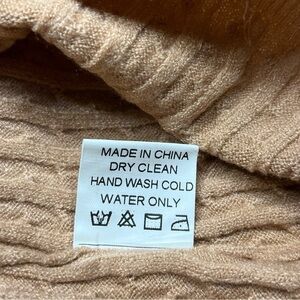 MADE IN CHINA
DRY CLEAN
HAND WASH COLD
WATER ONLY